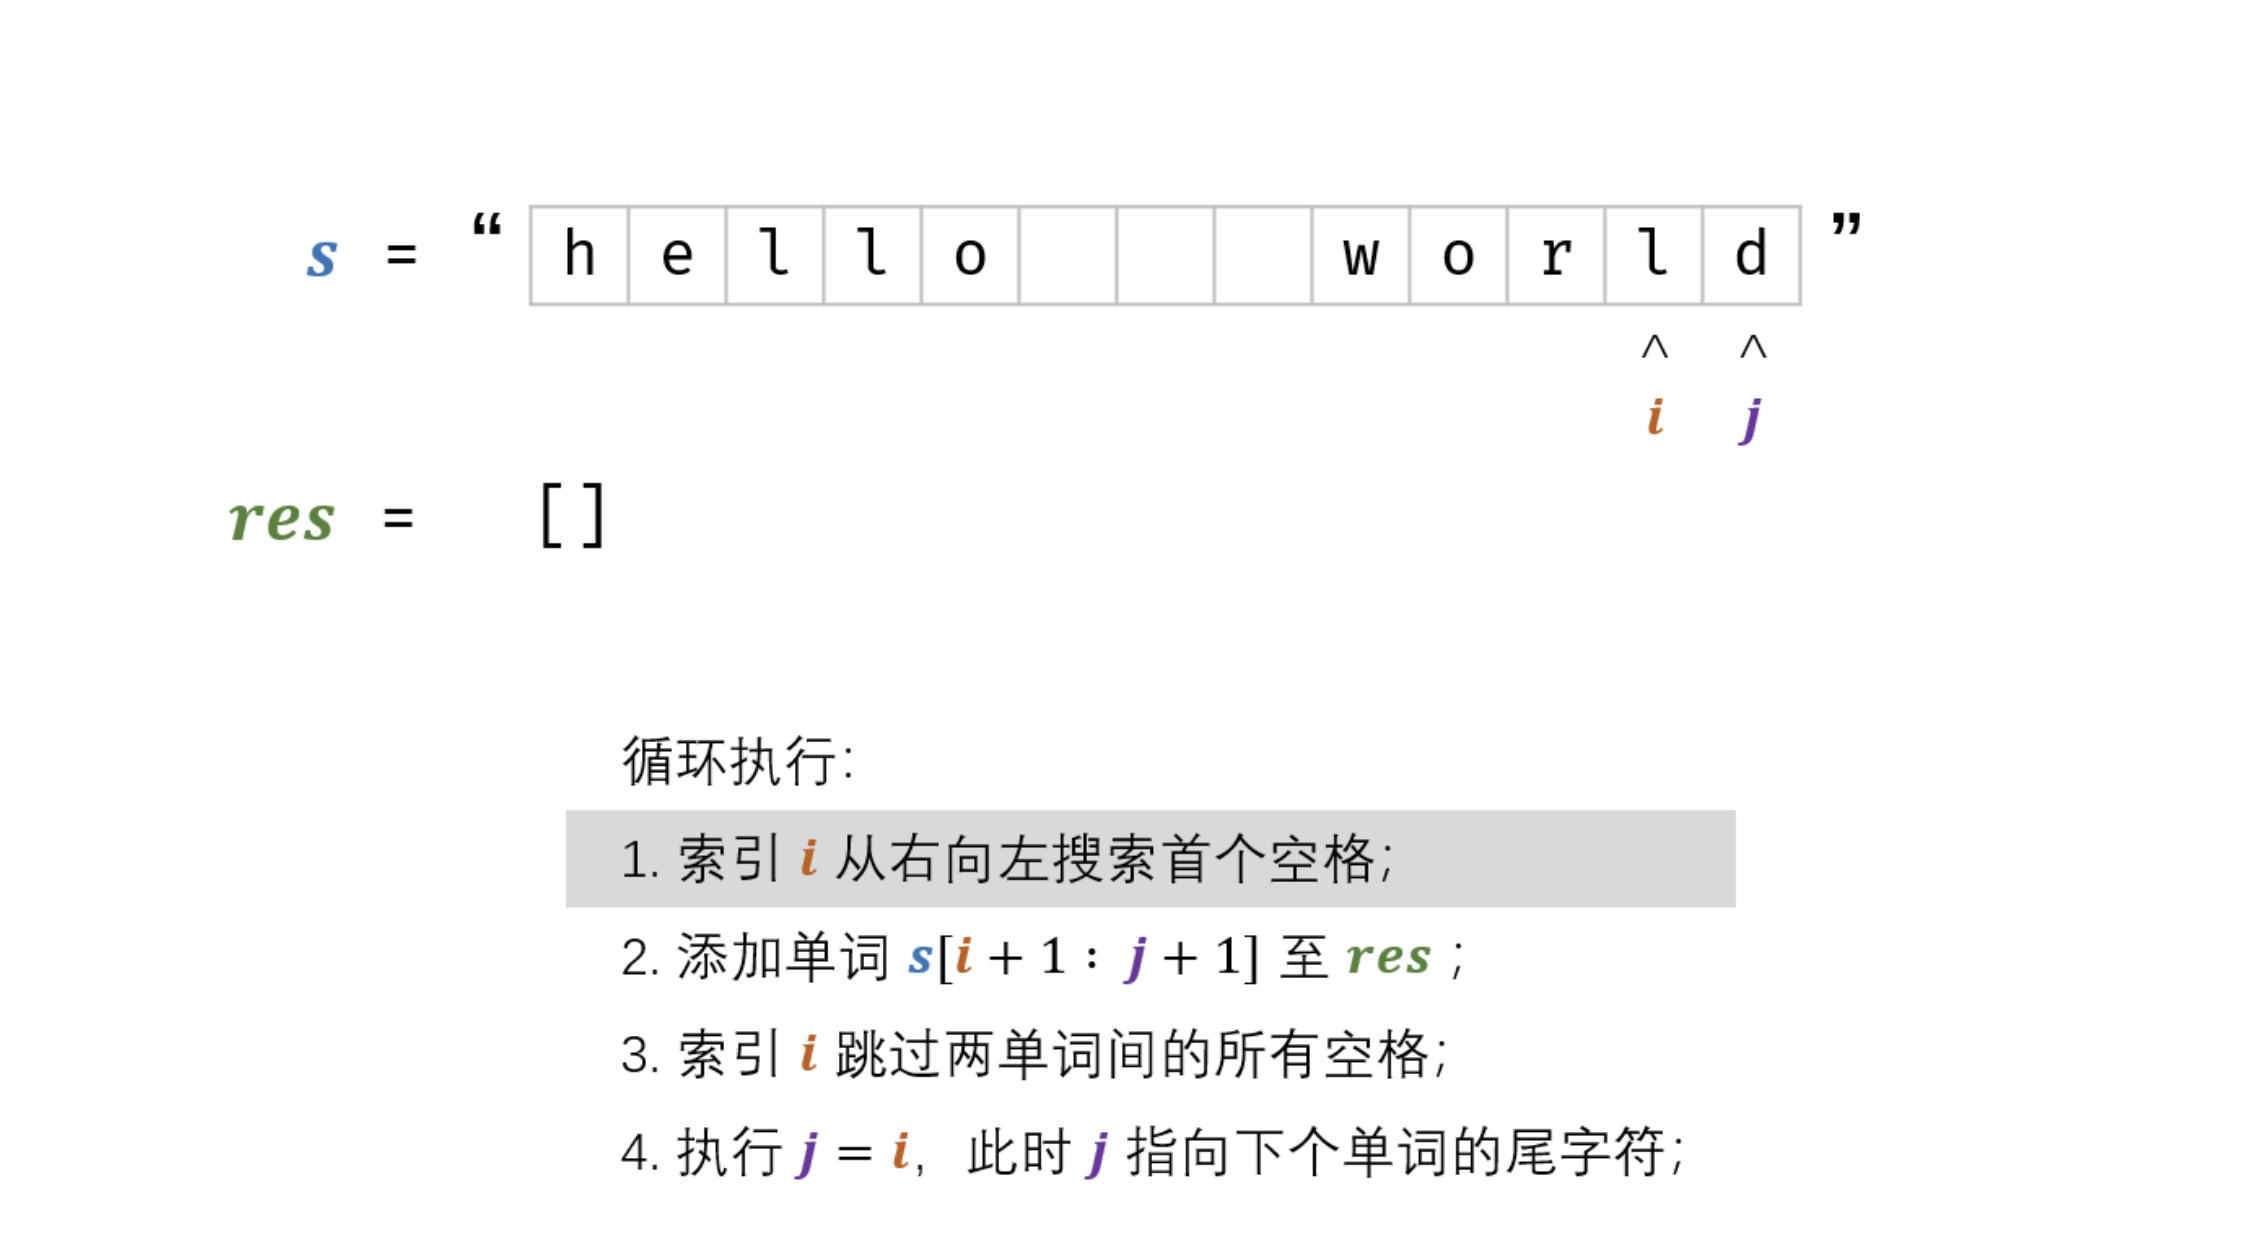 s = “ h e l l o w o r l d ”
^ ^
i j
res = []
循环执行：
1. 索引 i 从右向左搜索首个空格；
2. 添加单词 s[i + 1 : j + 1] 至 res ；
3. 索引 i 跳过两单词间的所有空格；
4. 执行 j = i，此时 j 指向下个单词的尾字符；